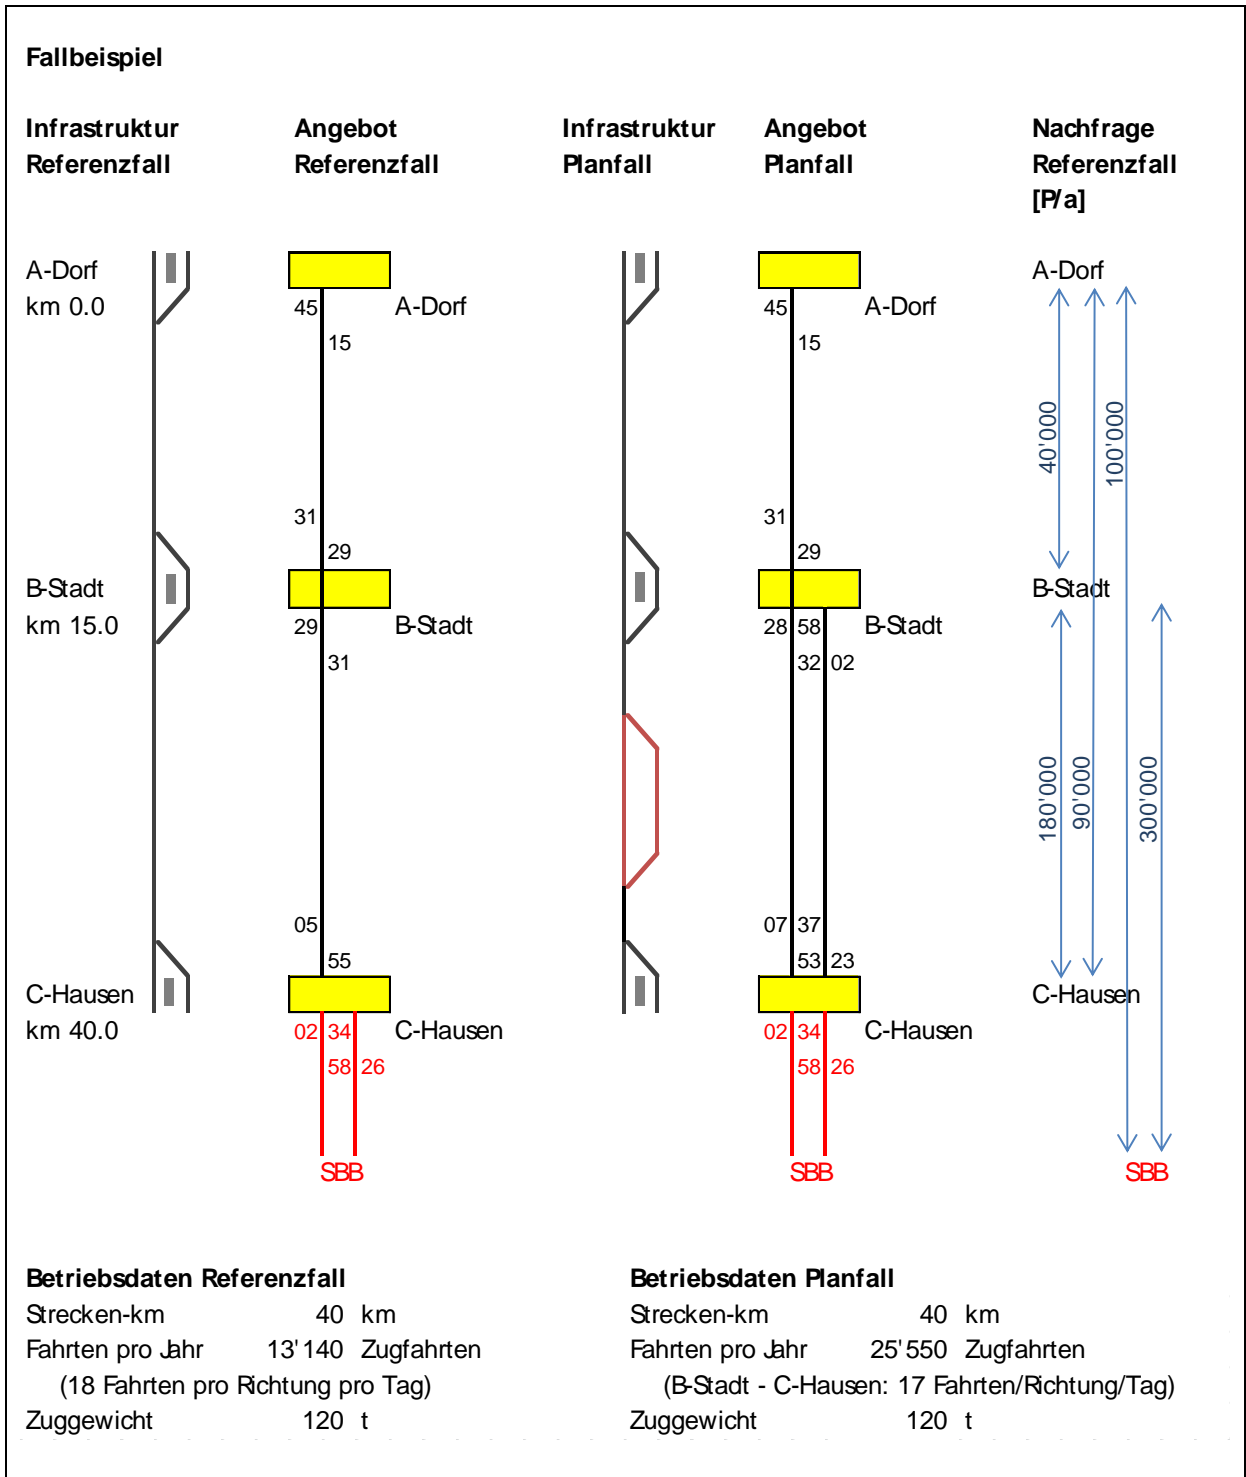 Fallbeispiel
Infrastruktur Referenzfall
Angebot Referenzfall
Infrastruktur Planfall
Angebot Planfall
Nachfrage Referenzfall [P/a]
A-Dorf
km 0.0
45
A-Dorf
15
31
29
B-Stadt
km 15.0
29
B-Stadt
31
05
55
C-Hausen
km 40.0
02 34
C-Hausen
58 26
SBB
45
A-Dorf
15
31
29
28 58
B-Stadt
32 02
07 37
53 23
02 34
C-Hausen
58 26
SBB
A-Dorf
40'000
100'000
B-Stadt
180'000
90'000
300'000
C-Hausen
SBB
Betriebsdaten Referenzfall
Strecken-km 40 km
Fahrten pro Jahr 13'140 Zugfahrten
(18 Fahrten pro Richtung pro Tag)
Zuggewicht 120 t
Betriebsdaten Planfall
Strecken-km 40 km
Fahrten pro Jahr 25'550 Zugfahrten
(B-Stadt - C-Hausen: 17 Fahrten/Richtung/Tag)
Zuggewicht 120 t